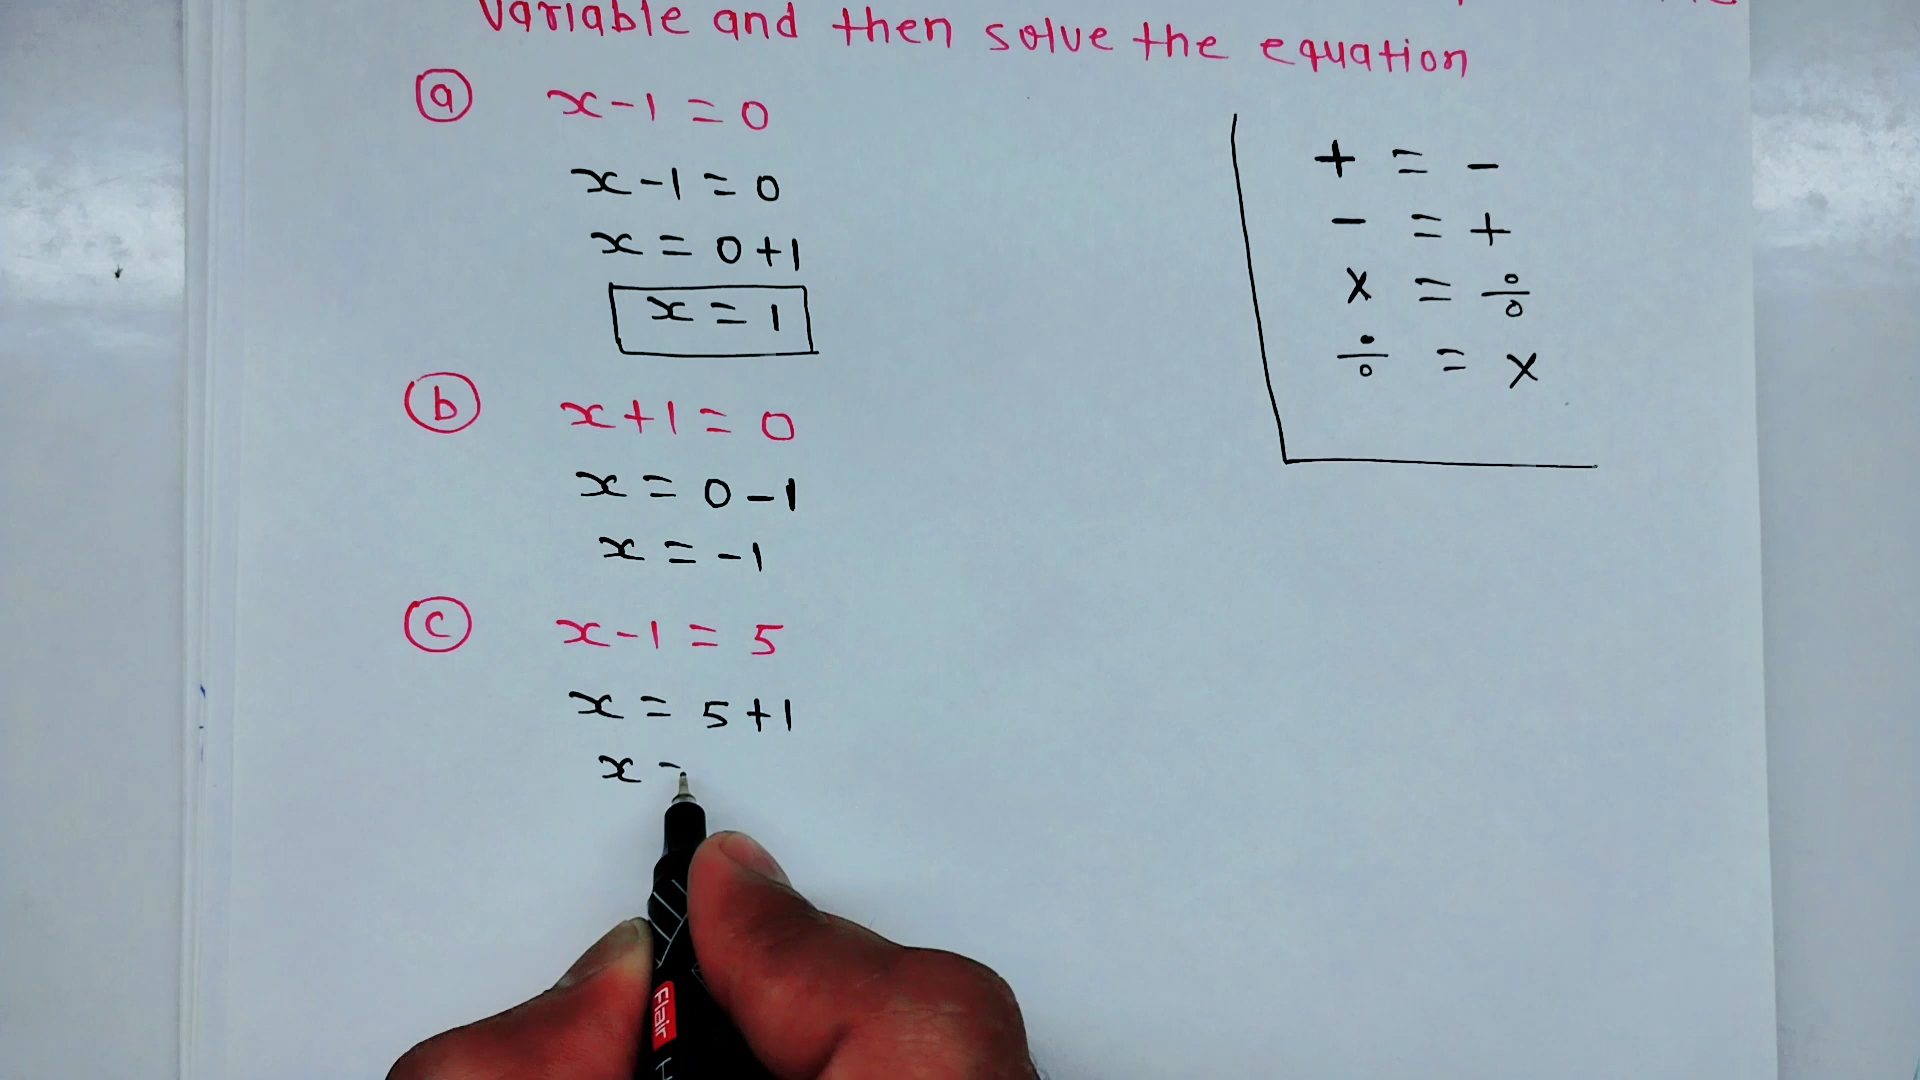 variable and then solve the equation
(a) x-1=0
x-1=0
x=0+1
x=1
(b) x+1=0
x=0-1
x=-1
(c) x-1=5
x=5+1
x=
+ = -
- = +
× = ÷
÷ = ×
Flair